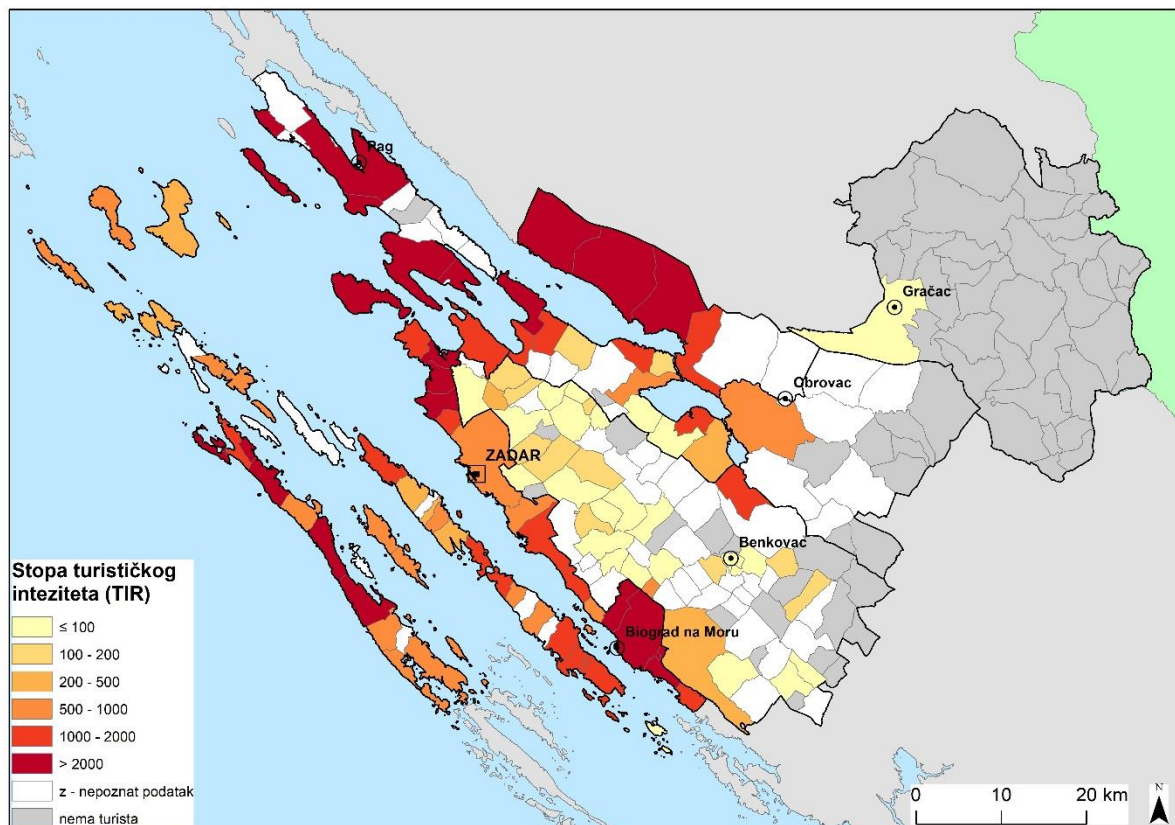 Pag
Gračac
Obrovac
ZADAR
Benkovac
Biograd na Moru
Stopa turističkog
inteziteta (TIR)
≤ 100
100 - 200
200 - 500
500 - 1000
1000 - 2000
> 2000
z - nepoznat podatak
nema turista
0 10 20 km
N